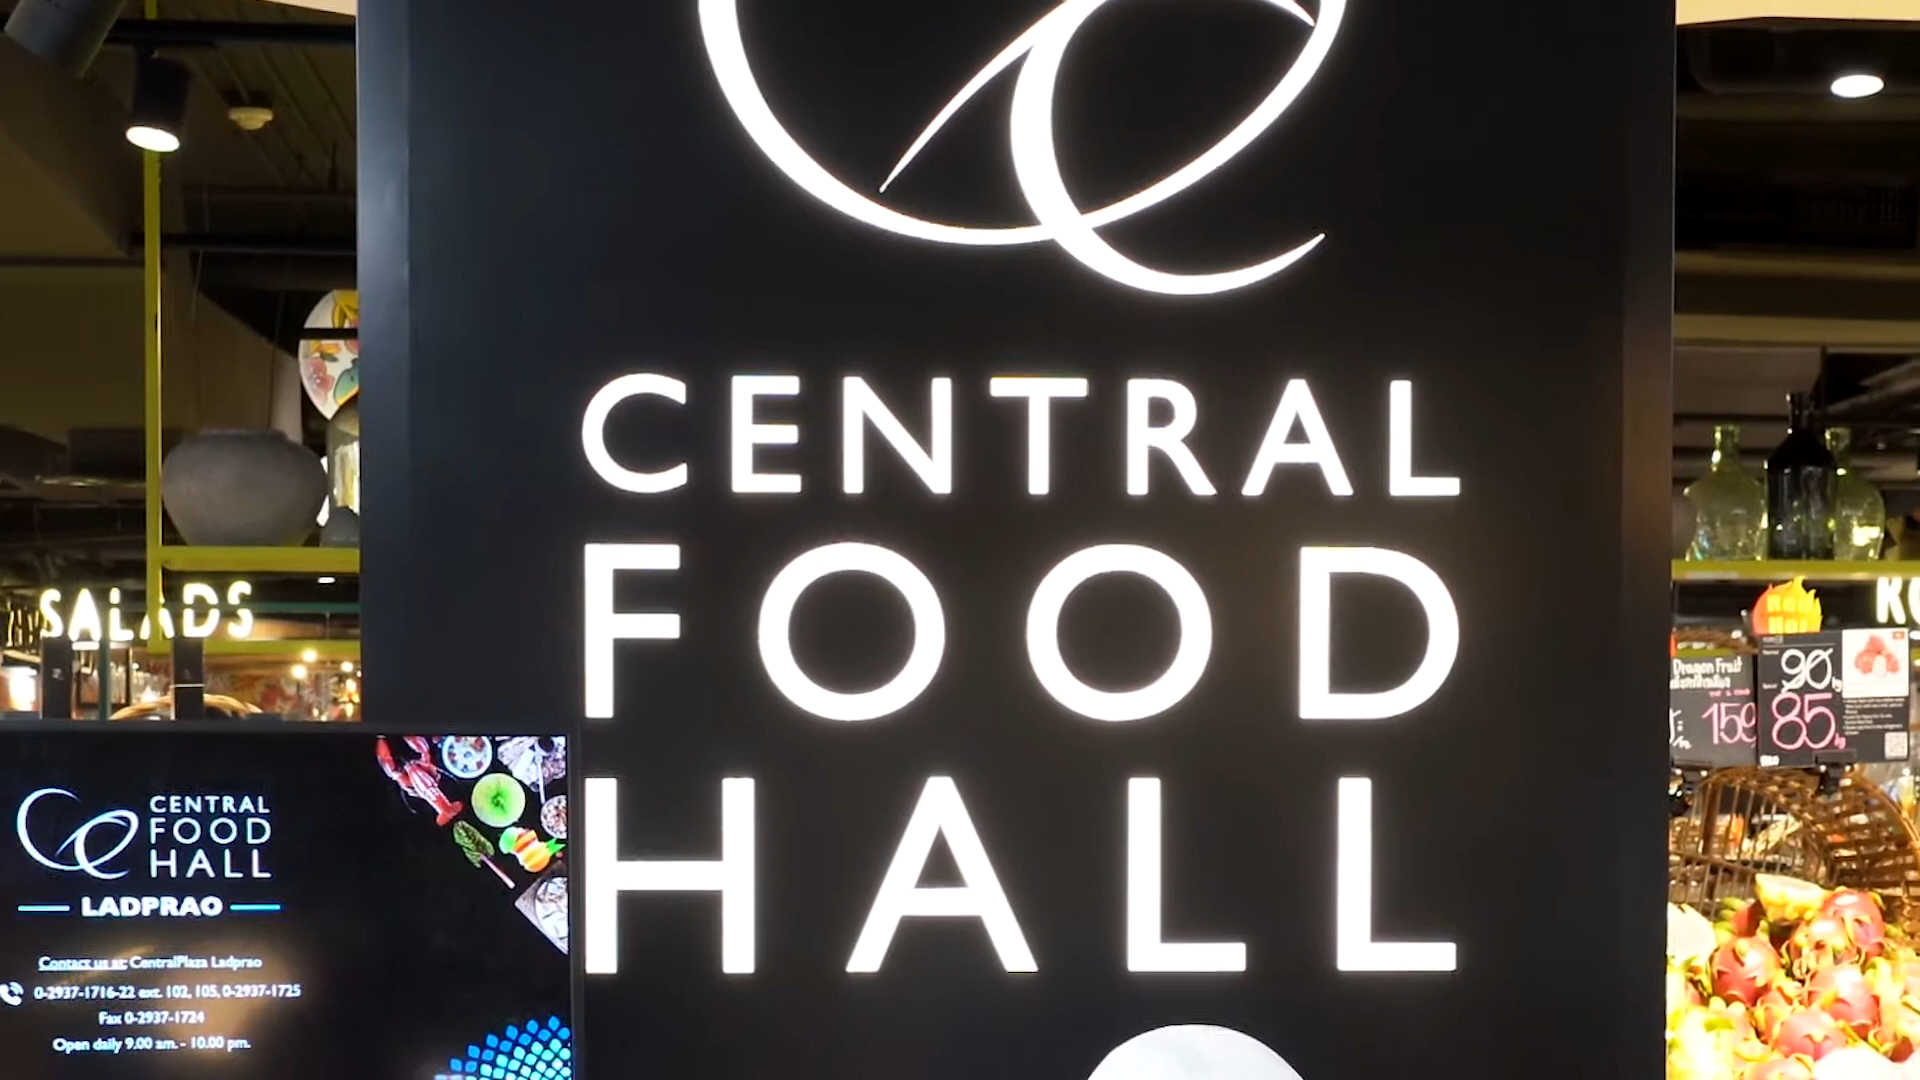 CENTRAL
FOOD
HALL
SALADS
CENTRAL
FOOD
HALL
LADPRAO
Contact us at: CentralPlaza Ladprao
0-2937-1716-22 ext. 102, 105, 0-2937-1725
Fax 0-2937-1724
Open daily 9.00 am. - 10.00 pm.
Dragon Fruit
159
90
85